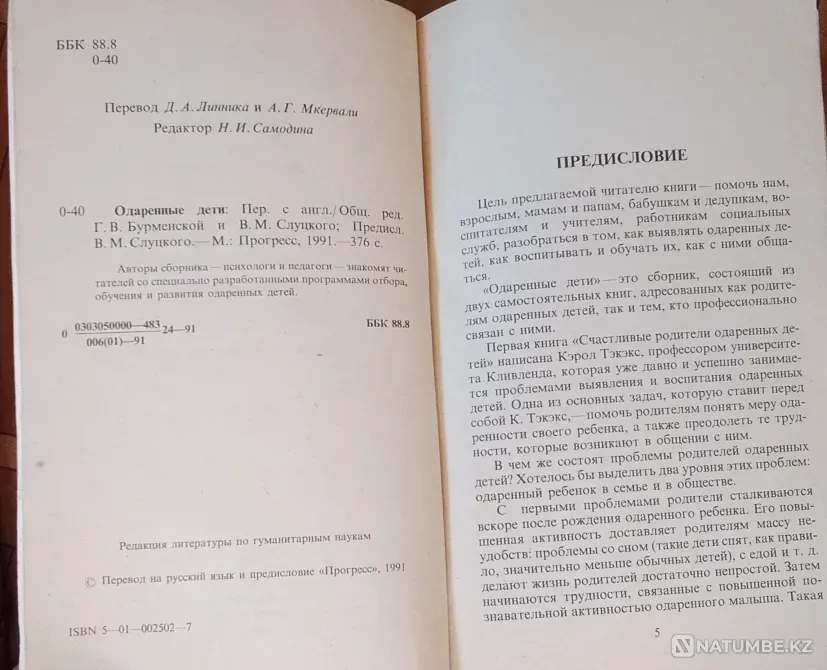 ББК 88.8
0-40
Перевод Д. А. Линника и А. Г. Мкервали
Редактор Н. И. Самодина
0-40 Одаренные дети: Пер. с англ./Общ. ред.
Г. В. Бурменской и В. М. Слуцкого; Предисл.
В. М. Слуцкого.— М.: Прогресс, 1991.—376 с.
Авторы сборника — психологи и педагоги — знакомят чи-
тателей со специально разработанными программами отбора,
обучения и развития одаренных детей.
0 0303050000—483 24—91
006(01)—91
ББК 88.8
Редакция литературы по гуманитарным наукам
© Перевод на русский язык и предисловие «Прогресс», 1991
ISBN 5—01—002502—7
ПРЕДИСЛОВИЕ
Цель предлагаемой читателю книги — помочь нам,
взрослым, мамам и папам, бабушкам и дедушкам, во-
спитателям и учителям, работникам социальных
служб, разобраться в том, как выявлять одаренных де-
тей, как воспитывать и обучать их, как с ними обща-
ться.
«Одаренные дети» — это сборник, состоящий из
двух самостоятельных книг, адресованных как родите-
лям одаренных детей, так и тем, кто профессионально
связан с ними.
Первая книга «Счастливые родители одаренных де-
тей» написана Кэрол Тэкэкс, профессором университе-
та Кливленда, которая уже давно и успешно занимае-
тся проблемами выявления и воспитания одаренных
детей. Одна из основных задач, которую ставит перед
собой К. Тэкэкс,— помочь родителям понять меру ода-
ренности своего ребенка, а также преодолеть те труд-
ности, которые возникают в общении с ним.
В чем же состоят проблемы родителей одаренных
детей? Хотелось бы выделить два уровня этих проблем:
одаренный ребенок в семье и в обществе.
С первыми проблемами родители сталкиваются
вскоре после рождения одаренного ребенка. Его повы-
шенная активность доставляет родителям массу не-
удобств: проблемы со сном (такие дети спят, как прави-
ло, значительно меньше обычных детей), с едой и т. д.
делают жизнь родителей достаточно непростой. Затем
начинаются трудности, связанные с повышенной по-
знавательной активностью одаренного малыша. Такая
5
NATUMBE.KZ